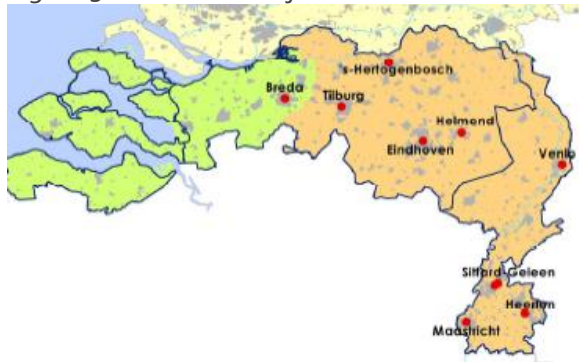 s-Hertogenbosch
Breda
Tilburg
Helmond
Eindhoven
Venlo
Sittard-Geleen
Heerlen
Maastricht